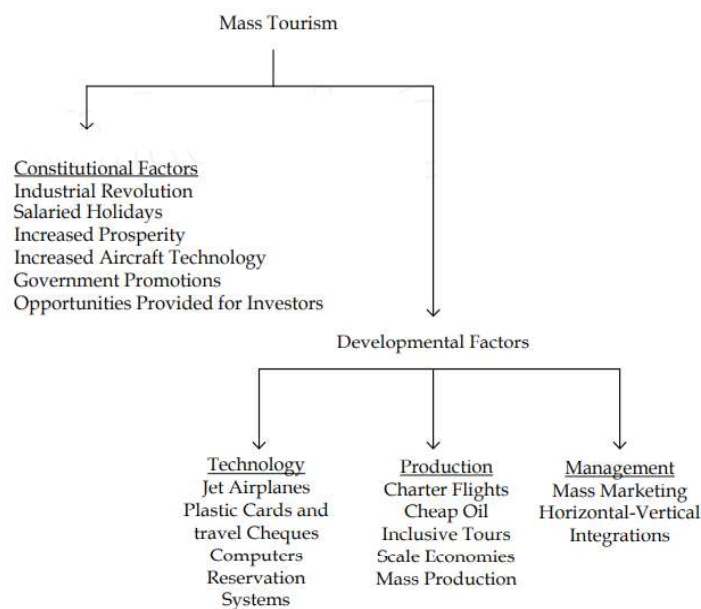 Mass Tourism
Constitutional Factors
Industrial Revolution
Salaried Holidays
Increased Prosperity
Increased Aircraft Technology
Government Promotions
Opportunities Provided for Investors
Developmental Factors
Technology
Jet Airplanes
Plastic Cards and
travel Cheques
Computers
Reservation
Systems
Production
Charter Flights
Cheap Oil
Inclusive Tours
Scale Economies
Mass Production
Management
Mass Marketing
Horizontal-Vertical
Integrations